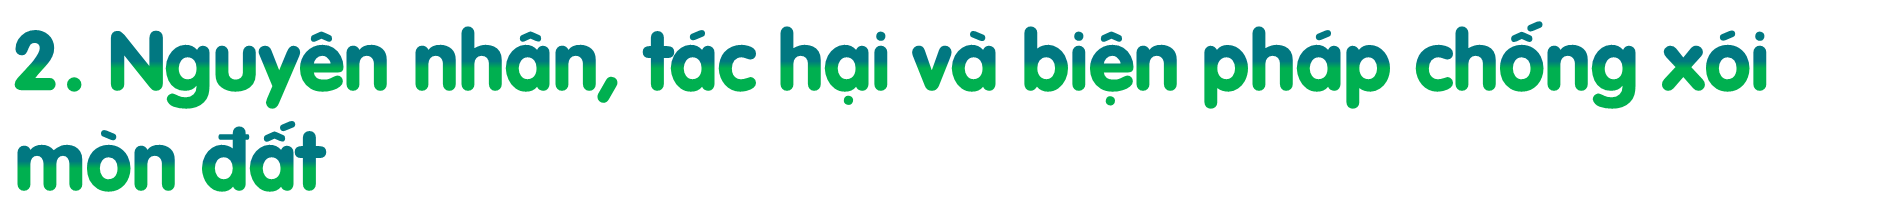 2. Nguyên nhân, tác hại và biện pháp chống xói
mòn đất